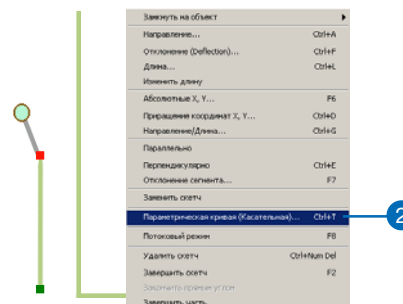 Замкнуть на объект
Направление... Ctrl+A
Отклонение (Deflection)... Ctrl+F
Длина... Ctrl+L
Изменить длину
Абсолютные X, Y... F6
Приращение координат X, Y... Ctrl+D
Направление/Длина... Ctrl+G
Параллельно
Перпендикулярно Ctrl+E
Отклонение сегмента... F7
Заменить скетч
Параметрическая кривая (Касательная)... Ctrl+T
2
Потоковый режим F8
Удалить скетч Ctrl+Num Del
Завершить скетч F2
Закончить прямым углом
Завершить часть